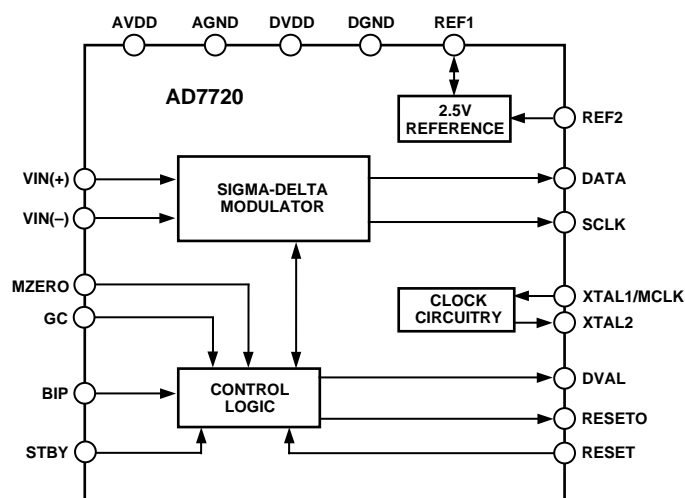 AVDD AGND DVDD DGND REF1
AD7720
2.5V
REFERENCE
REF2
VIN(+)
VIN(–)
SIGMA-DELTA
MODULATOR
DATA
SCLK
MZERO
GC
CLOCK
CIRCUITRY
XTAL1/MCLK
XTAL2
BIP
STBY
CONTROL
LOGIC
DVAL
RESETO
RESET